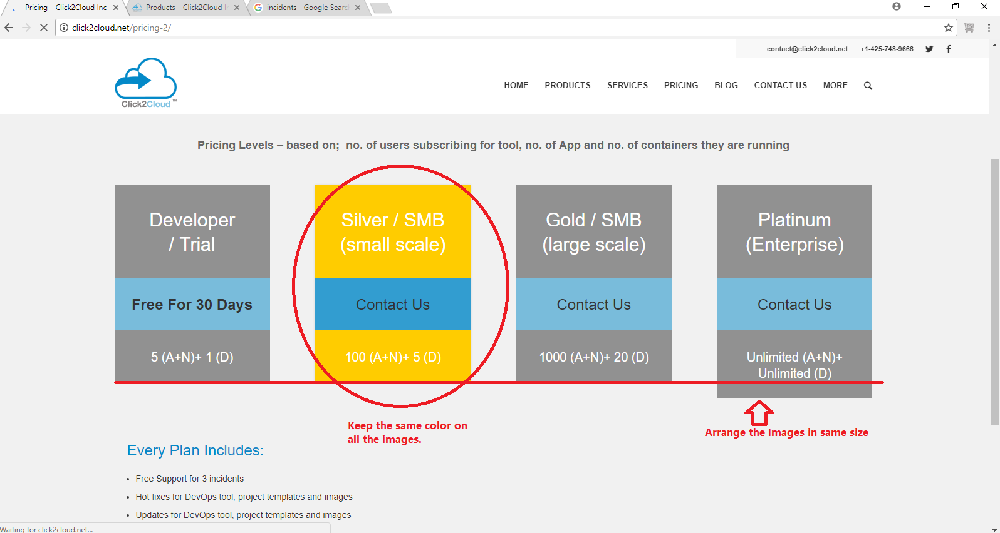 Pricing – Click2Cloud Inc
Products – Click2Cloud I
incidents - Google Searc
click2cloud.net/pricing-2/
contact@click2cloud.net +1-425-748-9666
Click2Cloud ™
HOME PRODUCTS SERVICES PRICING BLOG CONTACT US MORE
Pricing Levels – based on; no. of users subscribing for tool, no. of App and no. of containers they are running
Developer
/ Trial
Free For 30 Days
5 (A+N)+ 1 (D)
Silver / SMB
(small scale)
Contact Us
100 (A+N)+ 5 (D)
Gold / SMB
(large scale)
Contact Us
1000 (A+N)+ 20 (D)
Platinum
(Enterprise)
Contact Us
Unlimited (A+N)+
Unlimited (D)
Keep the same color on
all the images.
Arrange the Images in same size
Every Plan Includes:
• Free Support for 3 incidents
• Hot fixes for DevOps tool, project templates and images
• Updates for DevOps tool, project templates and images
Waiting for click2cloud.net...